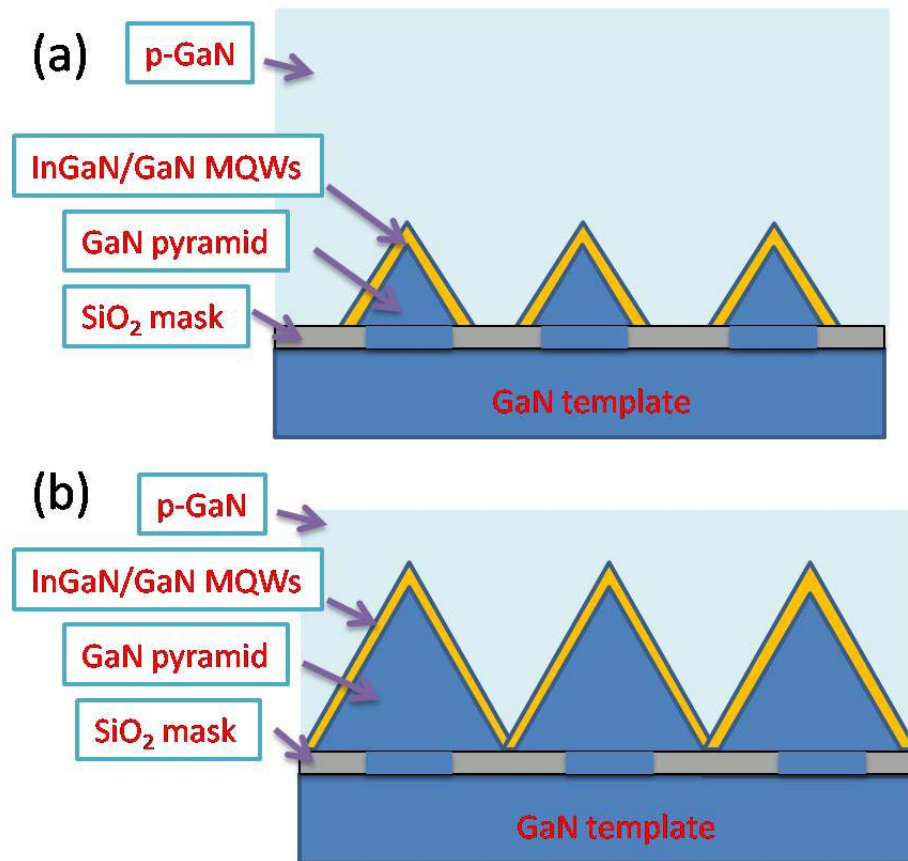 (a)
p-GaN
InGaN/GaN MQWs
GaN pyramid
SiO₂ mask
GaN template
(b)
p-GaN
InGaN/GaN MQWs
GaN pyramid
SiO₂ mask
GaN template